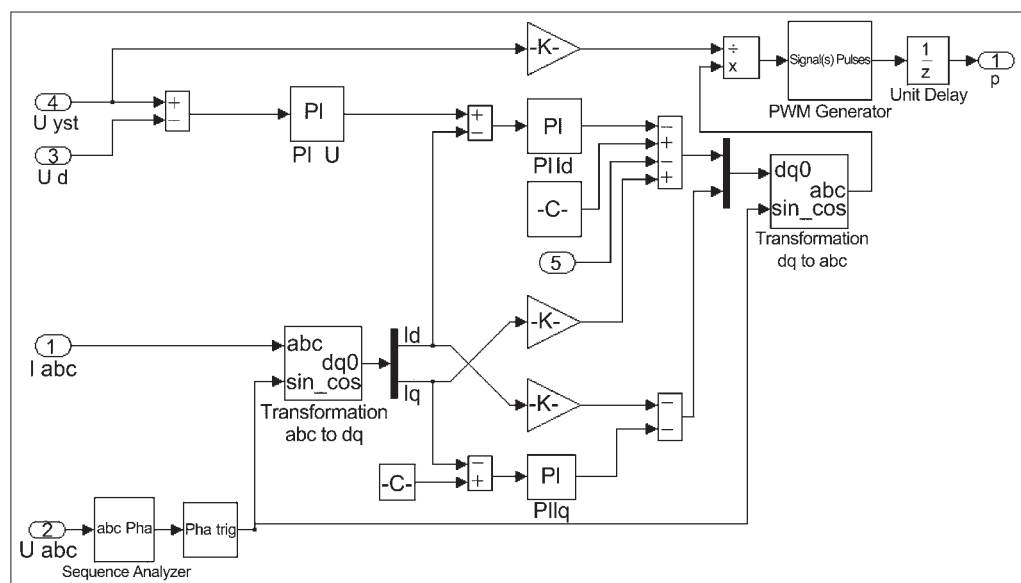 -K-
÷
x
Signal(s) Pulses
PWM Generator
1
z
Unit Delay
1
p
4
U yst
+
−
PI
PI U
+
−
PI
PI Id
−
+
−
+
3
U d
-C-
dq0
abc
sin_cos
Transformation
dq to abc
5
-K-
1
I abc
abc
dq0
sin_cos
Transformation
abc to dq
Id
Iq
-K-
−
−
-C-
−
+
PI
PIIq
2
U abc
abc Pha
Sequence Analyzer
Pha trig